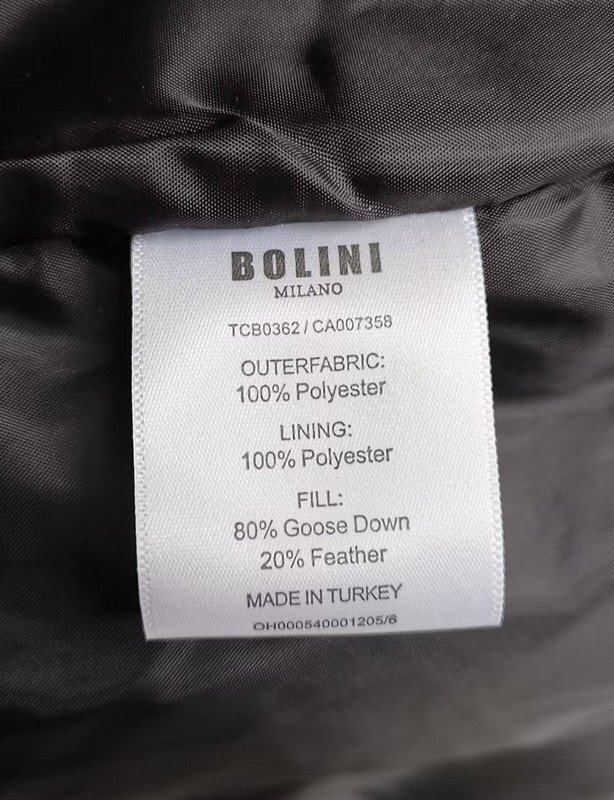 BOLINI
MILANO
TCB0362 / CA007358
OUTERFABRIC:
100% Polyester
LINING:
100% Polyester
FILL:
80% Goose Down
20% Feather
MADE IN TURKEY
OH000540001205/6